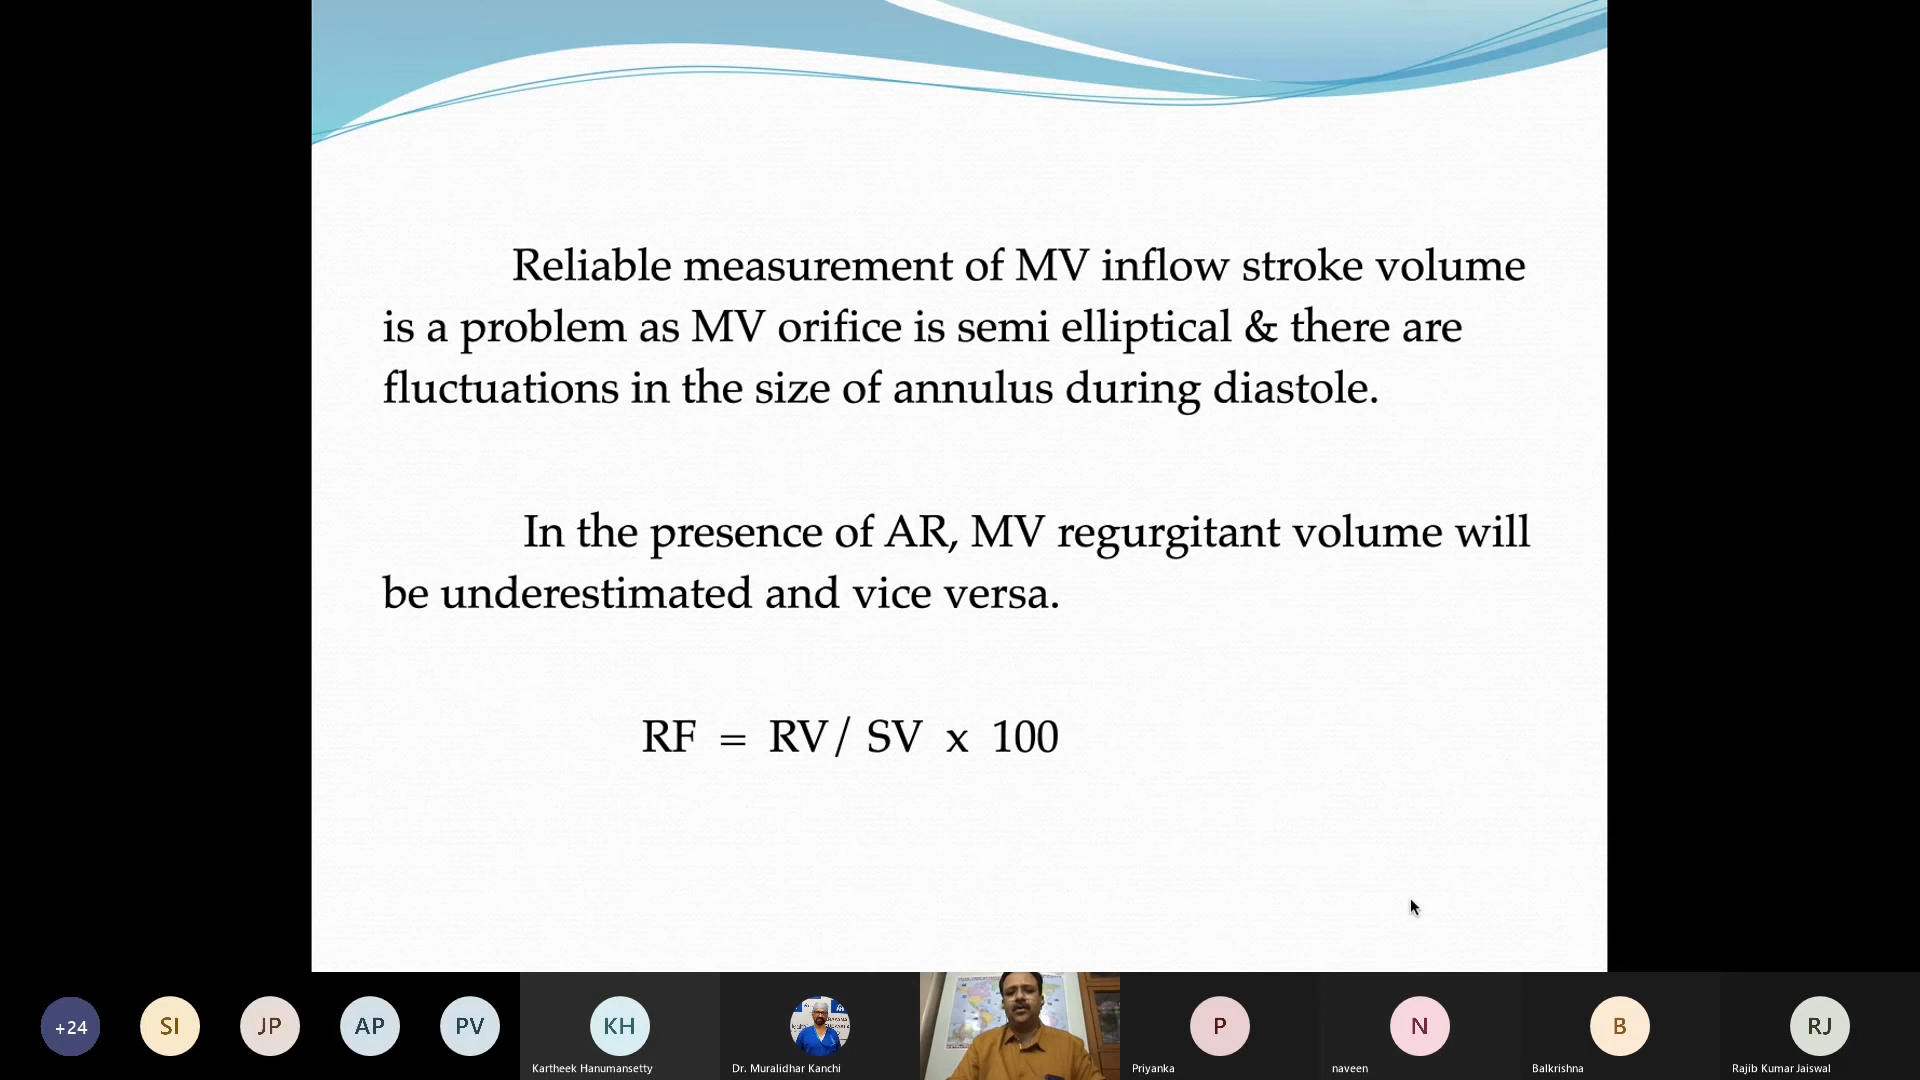 Reliable measurement of MV inflow stroke volume
is a problem as MV orifice is semi elliptical & there are
fluctuations in the size of annulus during diastole.
In the presence of AR, MV regurgitant volume will
be underestimated and vice versa.
RF = RV/ SV x 100
+24
SI
JP
AP
PV
KH
P
N
B
RJ
Kartheek Hanumansetty
Dr. Muralidhar Kanchi
Priyanka
naveen
Balkrishna
Rajib Kumar Jaiswal